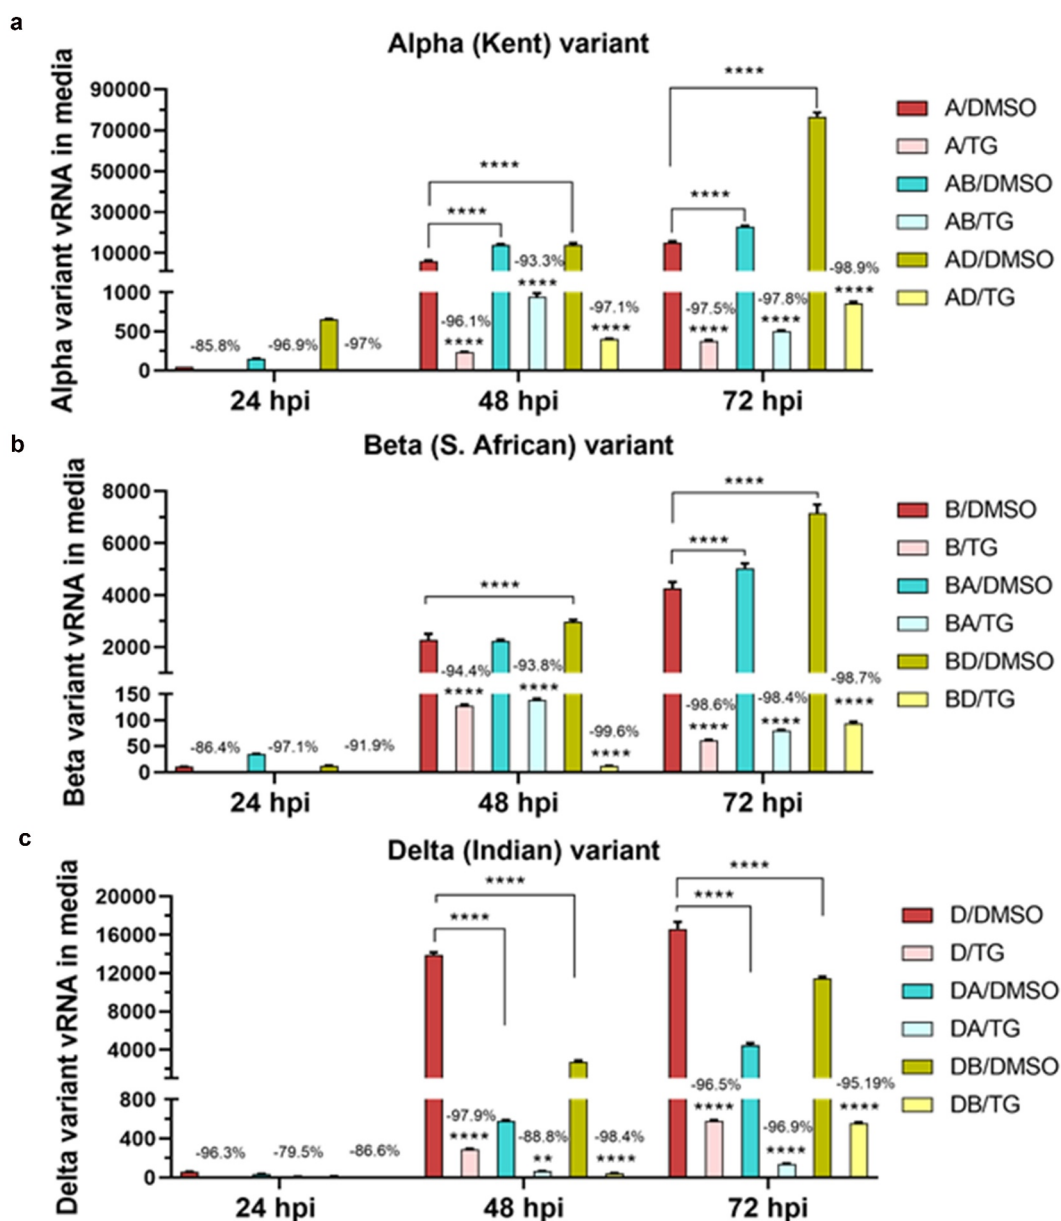 a
Alpha (Kent) variant
Alpha variant vRNA in media
90000
70000
50000
30000
10000
1000
500
0
****
****
****
****
-85.8%
-96.9%
-97%
-96.1%
****
-93.3%
****
-97.1%
****
-97.5%
****
-97.8%
****
-98.9%
****
24 hpi
48 hpi
72 hpi
A/DMSO
A/TG
AB/DMSO
AB/TG
AD/DMSO
AD/TG
b
Beta (S. African) variant
Beta variant vRNA in media
8000
6000
4000
2000
150
100
50
0
****
****
****
-86.4%
-97.1%
-91.9%
-94.4%
****
-93.8%
****
-99.6%
****
-98.6%
****
-98.4%
****
-98.7%
****
24 hpi
48 hpi
72 hpi
B/DMSO
B/TG
BA/DMSO
BA/TG
BD/DMSO
BD/TG
c
Delta (Indian) variant
Delta variant vRNA in media
20000
16000
12000
8000
4000
800
400
0
****
****
****
****
-96.3%
-79.5%
-86.6%
-97.9%
****
-88.8%
**
-98.4%
****
-96.5%
****
-96.9%
****
-95.19%
****
24 hpi
48 hpi
72 hpi
D/DMSO
D/TG
DA/DMSO
DA/TG
DB/DMSO
DB/TG